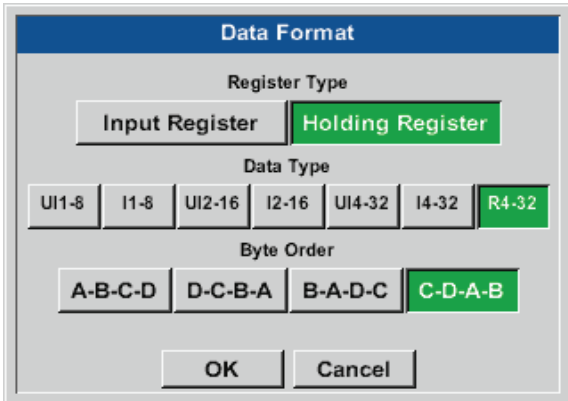 Data Format
Register Type
Input Register Holding Register
Data Type
UI1-8 I1-8 UI2-16 I2-16 UI4-32 I4-32 R4-32
Byte Order
A-B-C-D D-C-B-A B-A-D-C C-D-A-B
OK Cancel